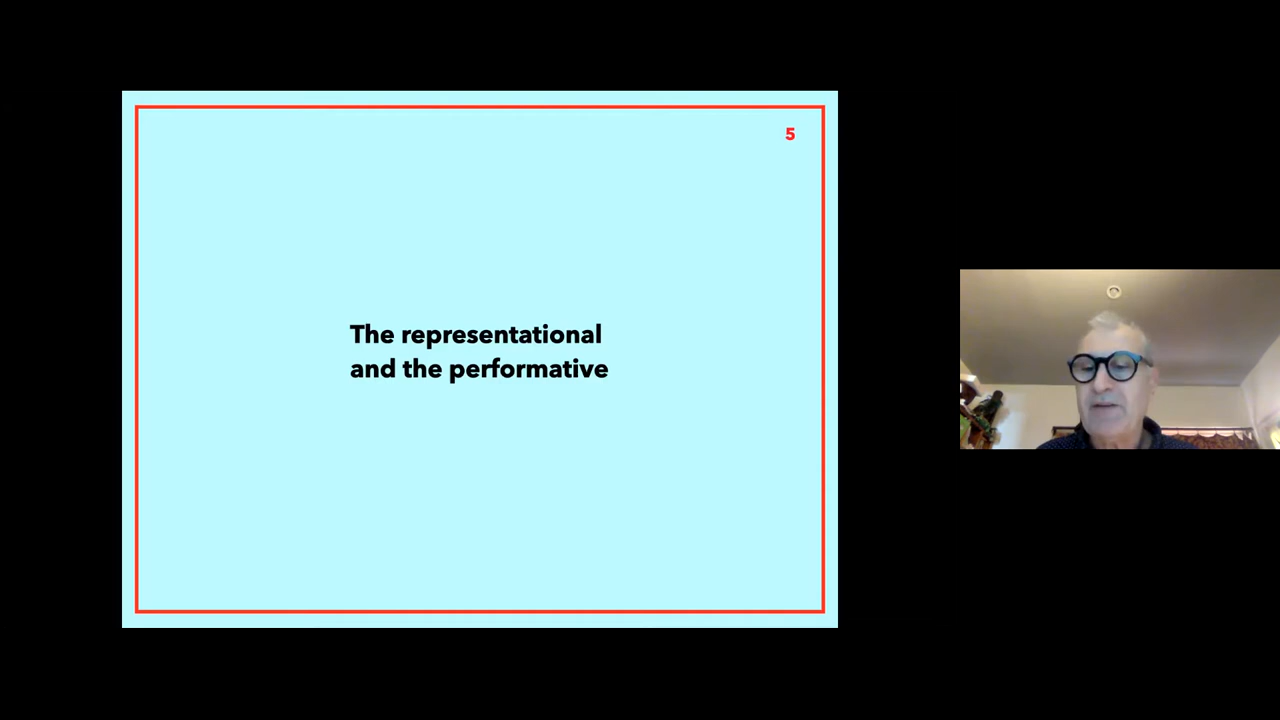 5
The representational
and the performative